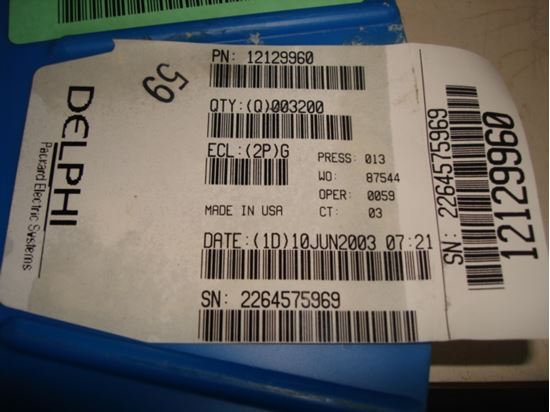 PN: 12129960
59
QTY:(Q)003200
ECL:(2P)G
PRESS: 013
WO: 87544
OPER: 0059
MADE IN USA
CT: 03
DATE:(1D)10JUN2003 07:21
SN: 2264575969
DELPHI
Packard Electric Systems
SN: 2264575969
12129960